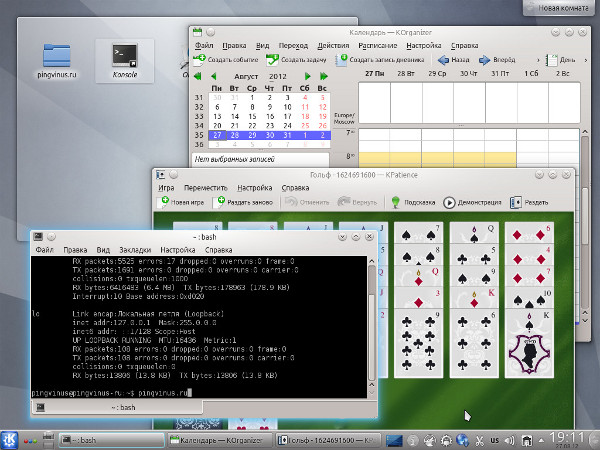 Новая комната
pingvinus.ru
Konsole
Календарь — KOrganizer
Файл Правка Вид Переход Действия Расписание Настройка Справка
Создать событие Создать задачу Создать запись дневника Назад Вперёд День
Август 2012
Пн Вт Ср Чт Пт Сб Вс
31 30 31 1 2 3 4 5
32 6 7 8 9 10 11 12
33 13 14 15 16 17 18 19
34 20 21 22 23 24 25 26
35 27 28 29 30 31 1 2
36 3 4 5 6 7 8 9
27 Пн 28 Вт 29 Ср 30 Чт 31 Пт 1 Сб 2 Вс
Europe/
Moscow
7
8
Нет выбранных записей
Гольф - 1624691600 — KPatience
Игра Переместить Настройка Справка
Новая игра Раздать заново Отменить Вернуть Подсказка Демонстрация Раздать
~ : bash
Файл Правка Вид Закладки Настройка Справка
RX packets:5525 errors:17 dropped:0 overruns:0 frame:0
TX packets:1691 errors:0 dropped:0 overruns:0 carrier:0
collisions:0 txqueuelen:1000
RX bytes:6416483 (6.4 MB) TX bytes:178963 (178.9 KB)
Interrupt:10 Base address:0xd020
lo Link encap:Локальная петля (Loopback)
inet addr:127.0.0.1 Mask:255.0.0.0
inet6 addr: ::1/128 Scope:Host
UP LOOPBACK RUNNING MTU:16436 Metric:1
RX packets:108 errors:0 dropped:0 overruns:0 frame:0
TX packets:108 errors:0 dropped:0 overruns:0 carrier:0
collisions:0 txqueuelen:0
RX bytes:13806 (13.8 KB) TX bytes:13806 (13.8 KB)
pingvinus@pingvinus-ru:~$ pingvinus.ru
~ : bash
J 7 Q 6
8 J Q 4
Q K 10
9 6 K
~ : bash
Календарь — KOrganizer
Гольф - 1624691600 — KPat
us
19:11
27.08.12